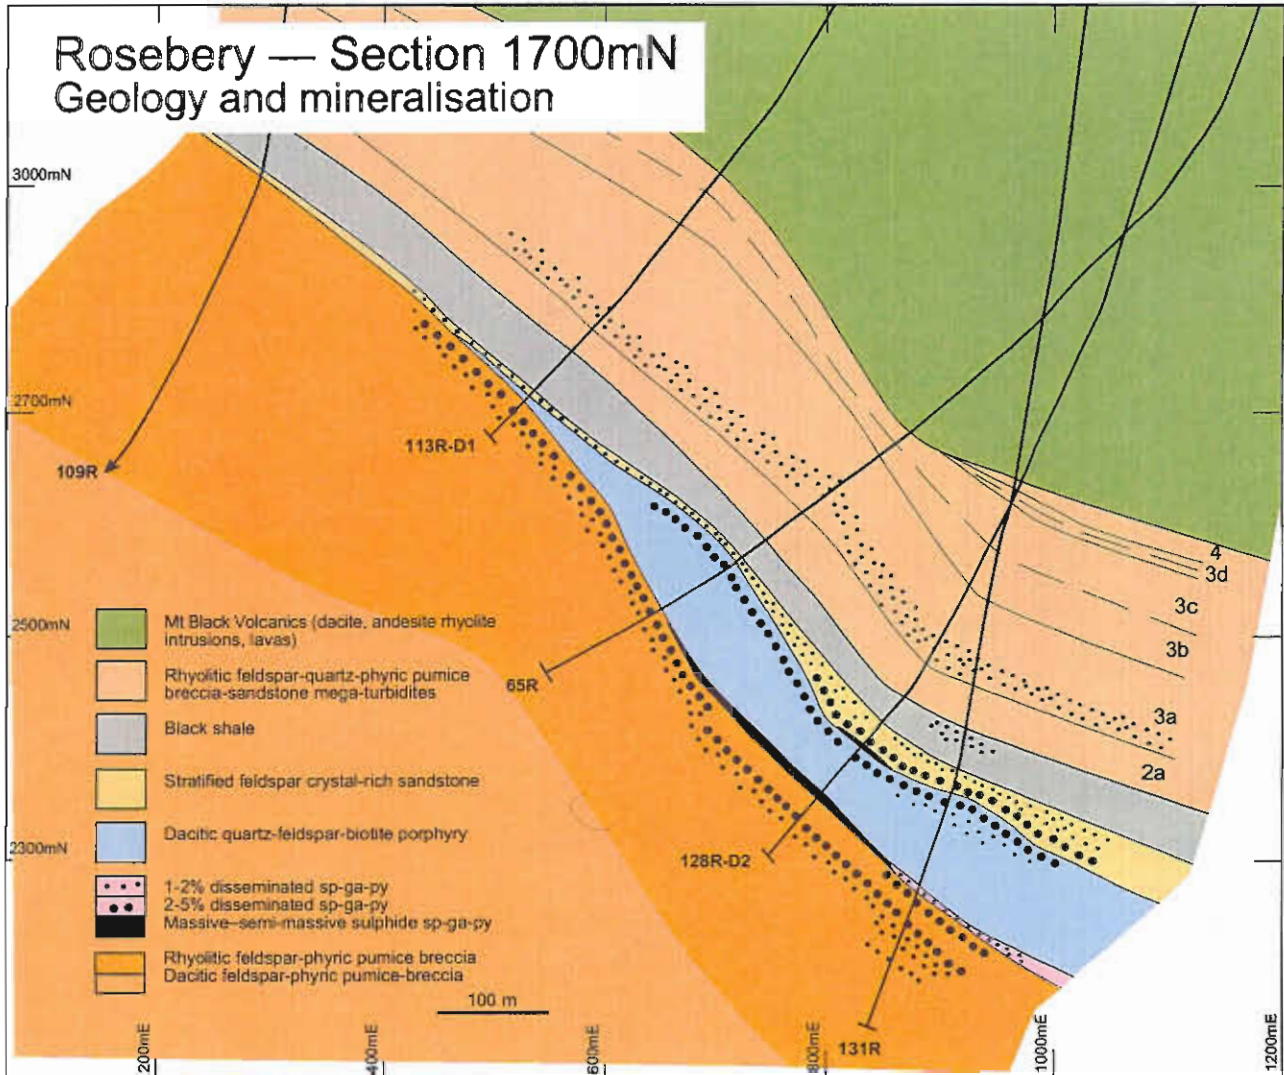 Rosebery — Section 1700mN
Geology and mineralisation
3000mN
2700mN
113R-D1
109R
4
3d
3c
2500mN
Mt Black Volcanics (dacite, andesite rhyolite
intrusions, lavas)
3b
Rhyolitic feldspar-quartz-phyric pumice
breccia-sandstone mega-turbidites
65R
3a
Black shale
2a
Stratified feldspar crystal-rich sandstone
Dacitic quartz-feldspar-biotite porphyry
2300mN
128R-D2
1-2% disseminated sp-ga-py
2-5% disseminated sp-ga-py
Massive–semi-massive sulphide sp-ga-py
Rhyolitic feldspar-phyric pumice breccia
Dacitic feldspar-phyric pumice-breccia
100 m
131R
200mE
400mE
600mE
800mE
1000mE
1200mE